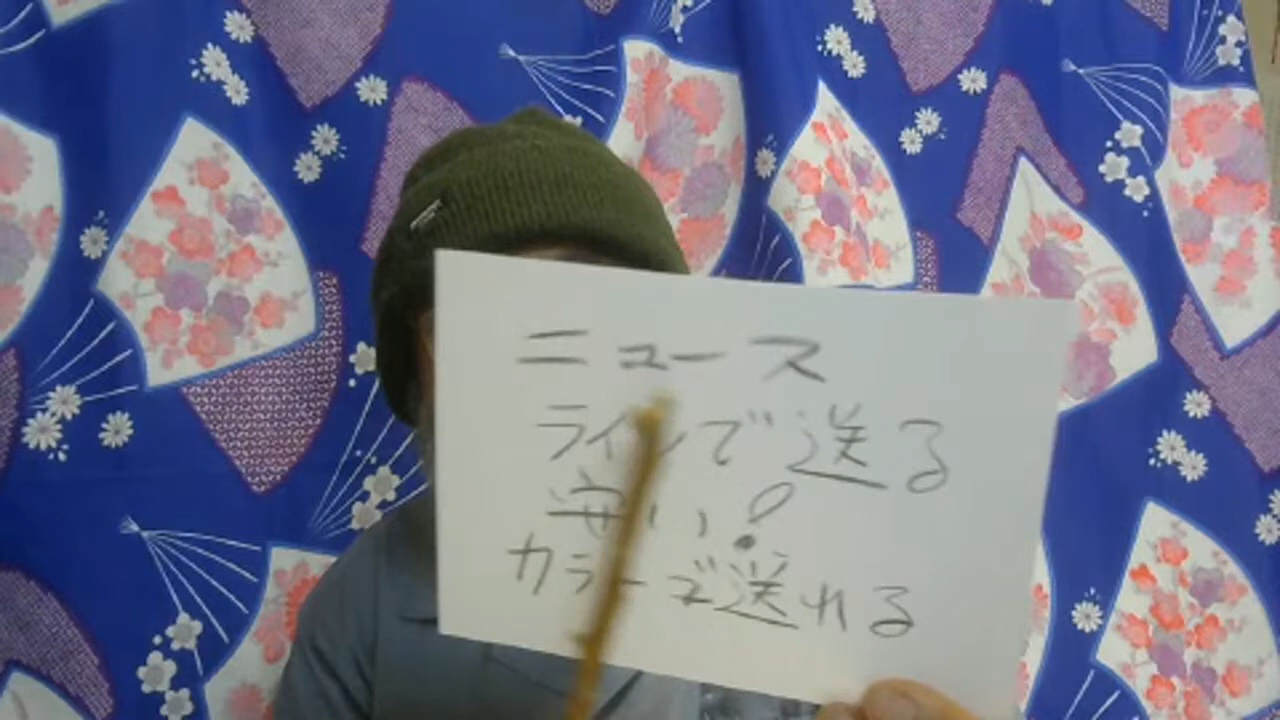 ニュース
ラインで送る
安い!
カラーで送れる